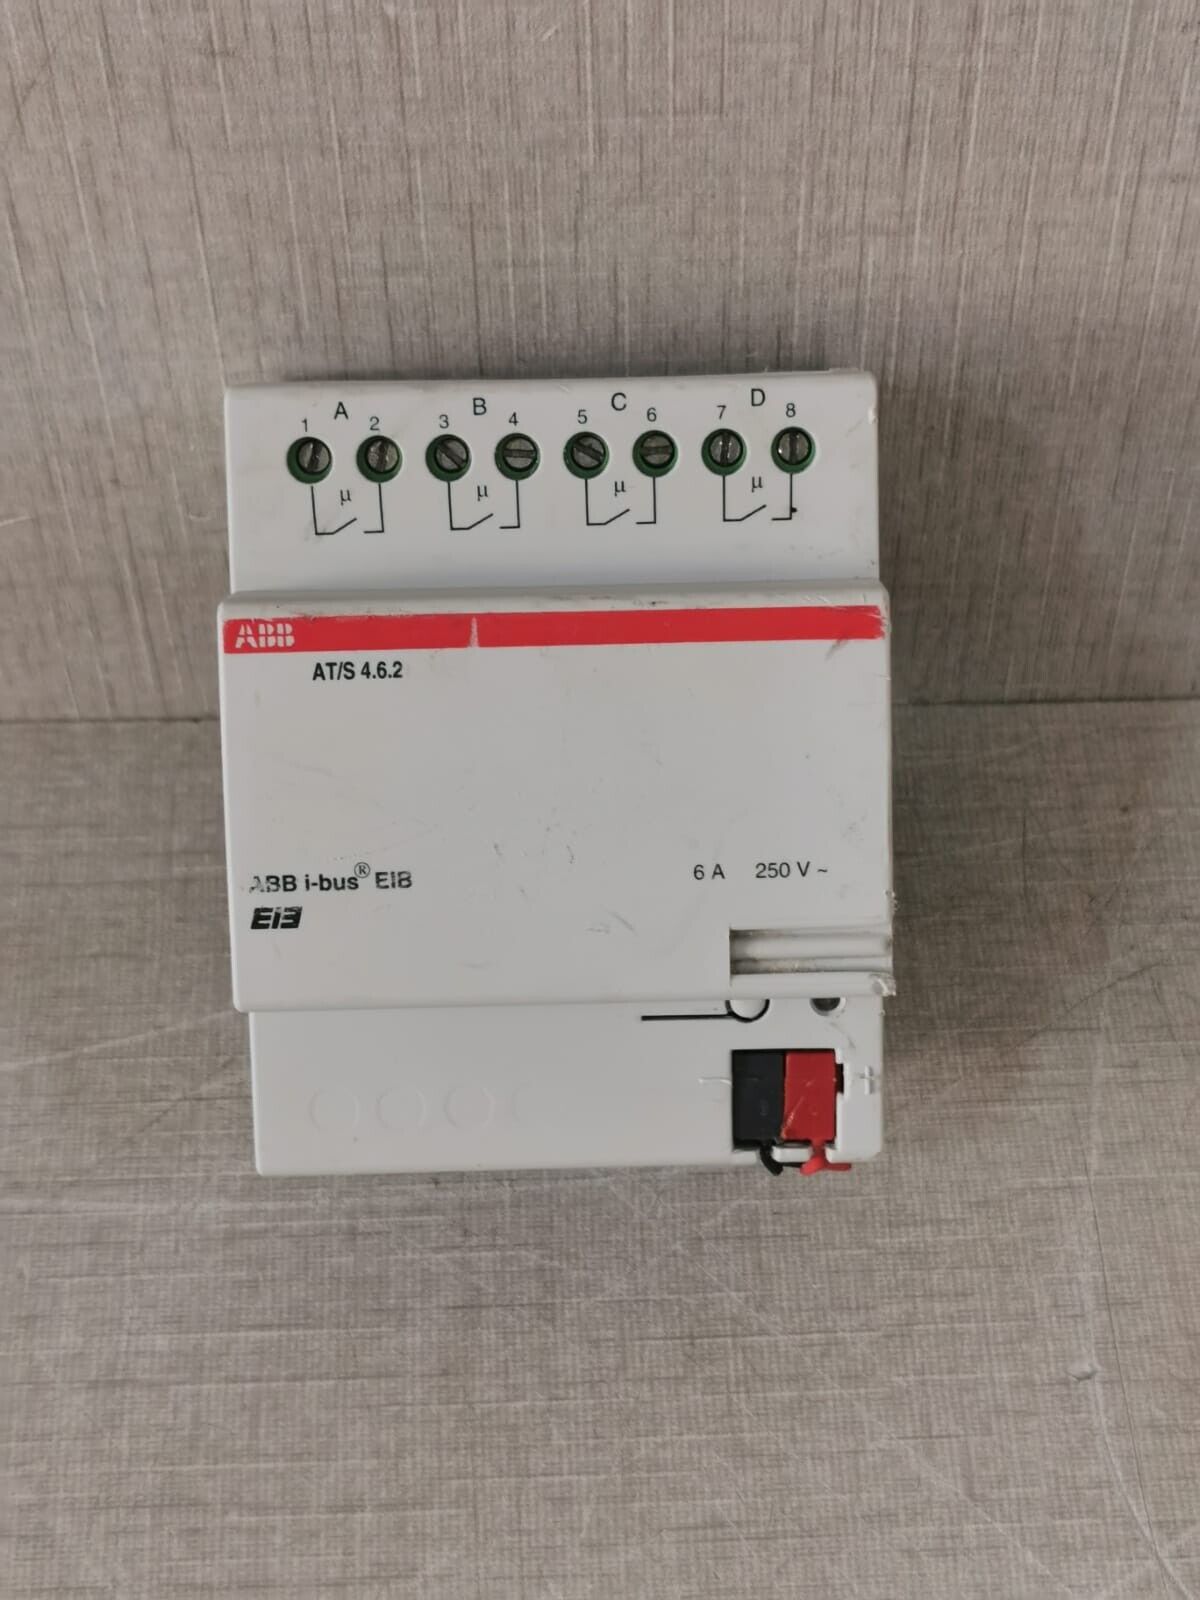 A B C D
1 2 3 4 5 6 7 8
µ µ µ µ
ABB
AT/S 4.6.2
ABB i-bus® EIB
6 A 250 V ~
EiB
+